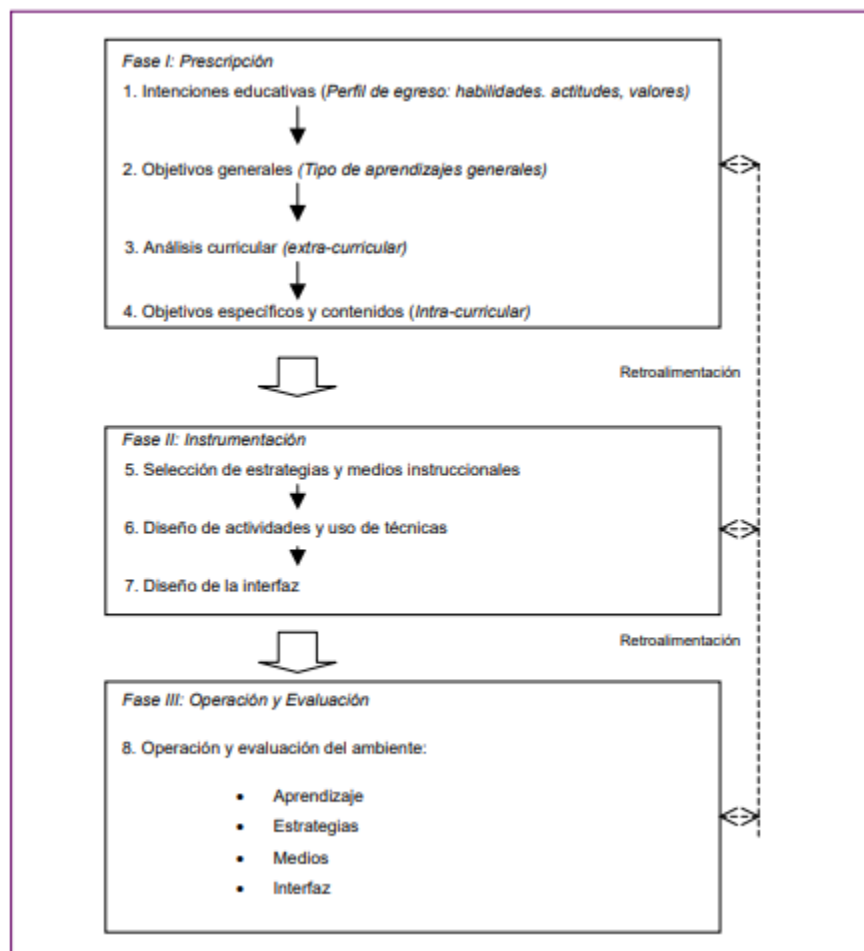 Fase I: Prescripción
1. Intenciones educativas (Perfil de egreso: habilidades. actitudes, valores)
2. Objetivos generales (Tipo de aprendizajes generales)
3. Análisis curricular (extra-curricular)
4. Objetivos específicos y contenidos (Intra-curricular)
Retroalimentación
Fase II: Instrumentación
5. Selección de estrategias y medios instruccionales
6. Diseño de actividades y uso de técnicas
7. Diseño de la interfaz
Retroalimentación
Fase III: Operación y Evaluación
8. Operación y evaluación del ambiente:
• Aprendizaje
• Estrategias
• Medios
• Interfaz